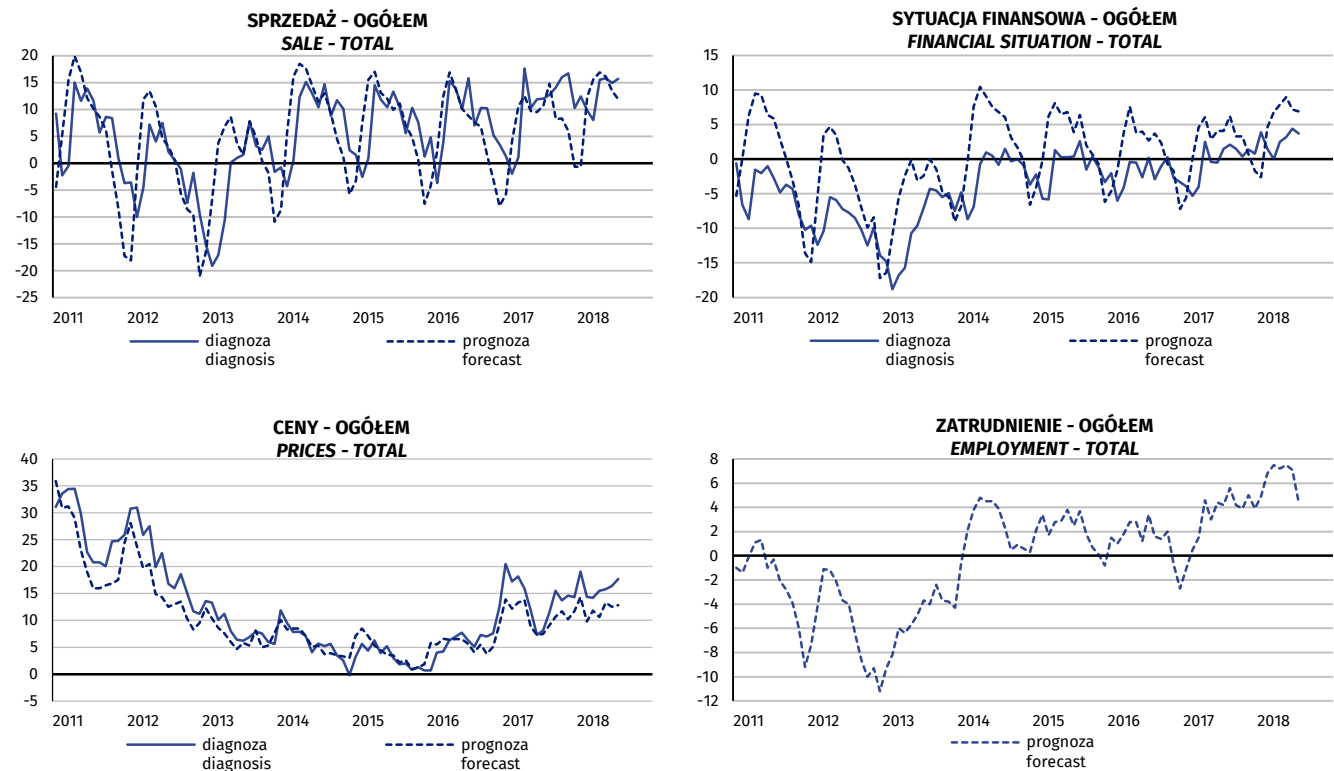 SPRZEDAŻ - OGÓŁEM
SALE - TOTAL
20
15
10
5
0
-5
-10
-15
-20
-25
2011 2012 2013 2014 2015 2016 2017 2018
diagnoza prognoza
diagnosis forecast
SYTUACJA FINANSOWA - OGÓŁEM
FINANCIAL SITUATION - TOTAL
15
10
5
0
-5
-10
-15
-20
2011 2012 2013 2014 2015 2016 2017 2018
diagnoza prognoza
diagnosis forecast
CENY - OGÓŁEM
PRICES - TOTAL
40
35
30
25
20
15
10
5
0
-5
2011 2012 2013 2014 2015 2016 2017 2018
diagnoza prognoza
diagnosis forecast
ZATRUDNIENIE - OGÓŁEM
EMPLOYMENT - TOTAL
8
6
4
2
0
-2
-4
-6
-8
-10
-12
2011 2012 2013 2014 2015 2016 2017 2018
prognoza
forecast